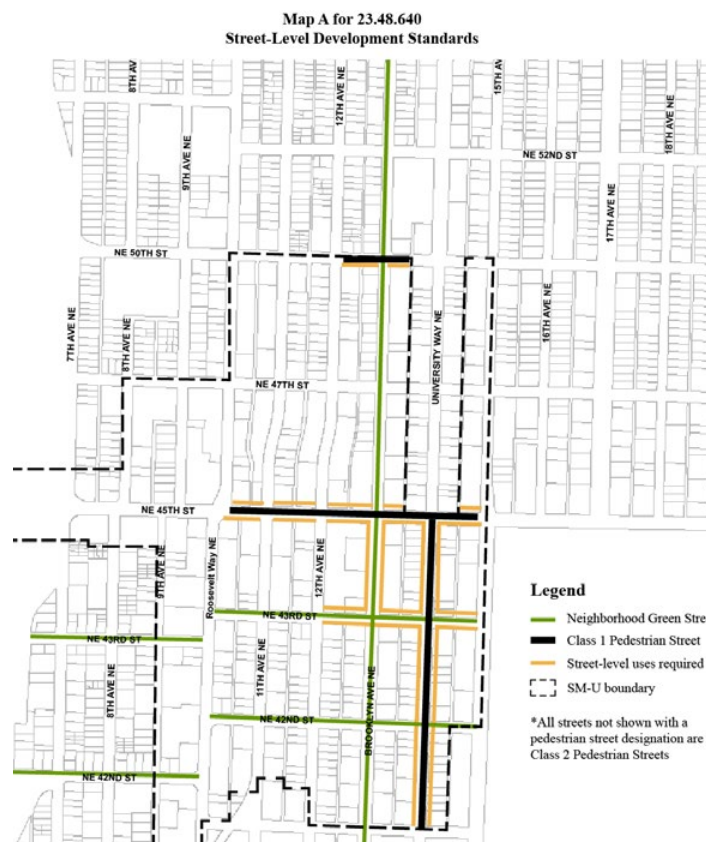 Map A for 23.48.640
Street-Level Development Standards
8TH AV
12TH AVE NE
15TH AV
18TH AVE NE
9TH AVE NE
NE 52ND ST
17TH AVE NE
NE 50TH ST
7TH AVE NE
8TH AVE NE
UNIVERSITY WAY NE
16TH AVE NE
NE 47TH ST
NE 45TH ST
9TH AVE NE
Roosevelt Way NE
12TH AVE NE
Legend
Neighborhood Green Stre
NE 43RD ST
NE 43RD ST
Class 1 Pedestrian Street
Street-level uses required
8TH AVE NE
11TH AVE NE
SM-U boundary
BROOKLYN AVE NE
NE 42ND ST
*All streets not shown with a
pedestrian street designation are
Class 2 Pedestrian Streets
NE 42ND ST